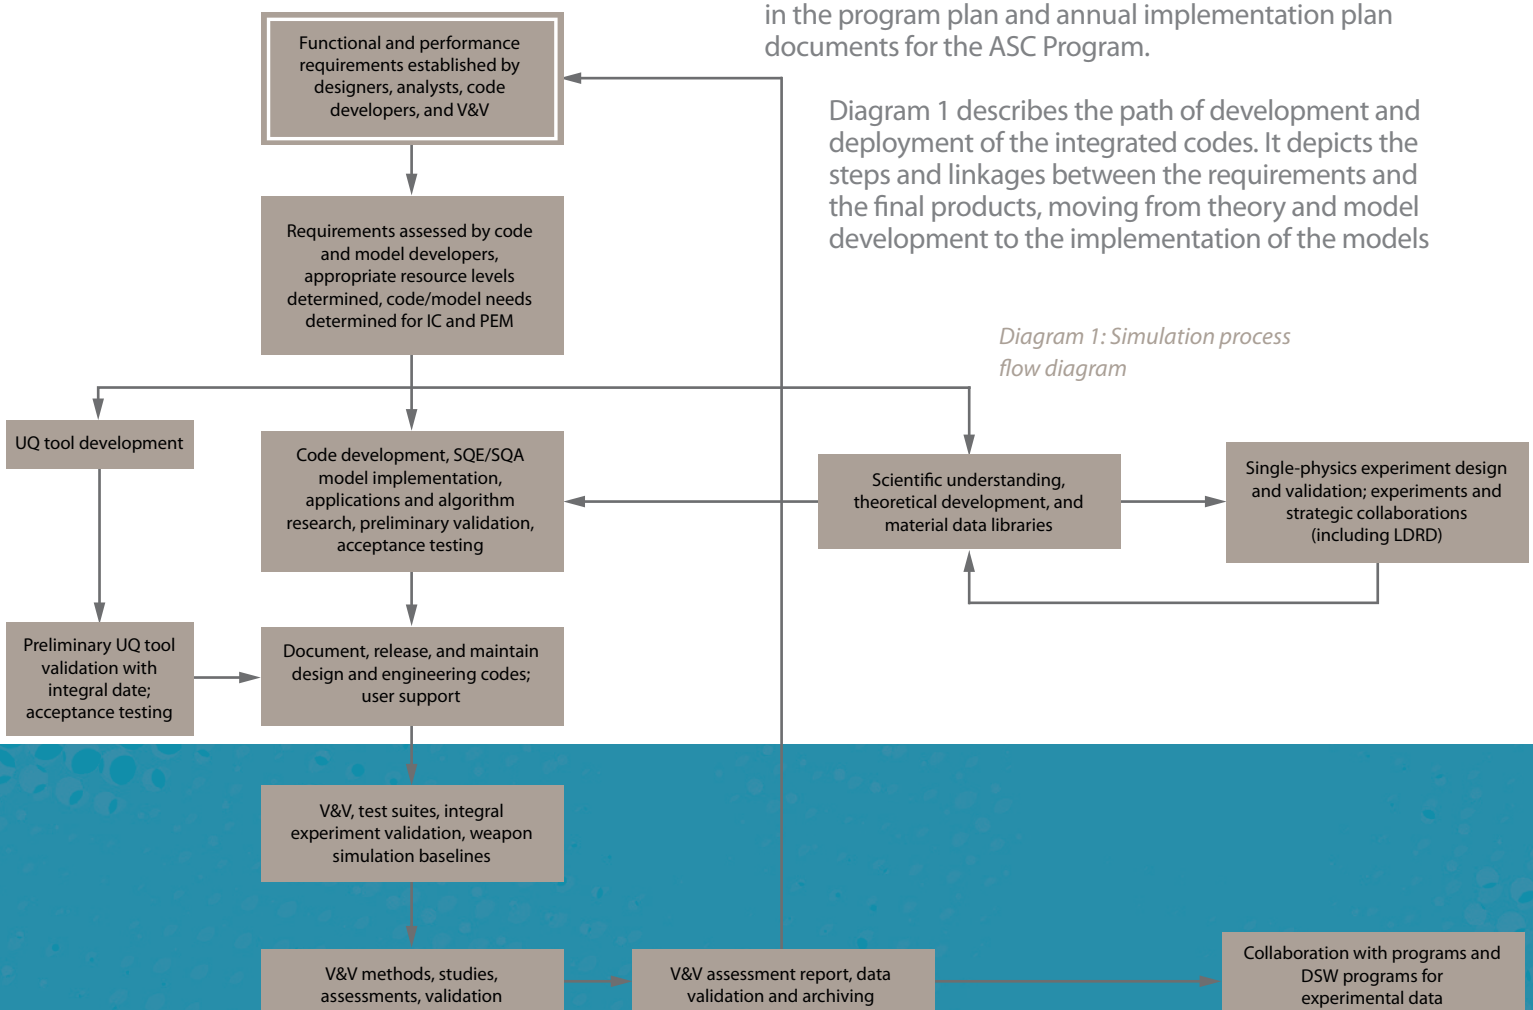 in the program plan and annual implementation plan
documents for the ASC Program.
Diagram 1 describes the path of development and
deployment of the integrated codes. It depicts the
steps and linkages between the requirements and
the final products, moving from theory and model
development to the implementation of the models
Diagram 1: Simulation process
flow diagram
Functional and performance
requirements established by
designers, analysts, code
developers, and V&V
Requirements assessed by code
and model developers,
appropriate resource levels
determined, code/model needs
determined for IC and PEM
UQ tool development
Code development, SQE/SQA
model implementation,
applications and algorithm
research, preliminary validation,
acceptance testing
Scientific understanding,
theoretical development, and
material data libraries
Single-physics experiment design
and validation; experiments and
strategic collaborations
(including LDRD)
Preliminary UQ tool
validation with
integral date;
acceptance testing
Document, release, and maintain
design and engineering codes;
user support
V&V, test suites, integral
experiment validation, weapon
simulation baselines
V&V methods, studies,
assessments, validation
V&V assessment report, data
validation and archiving
Collaboration with programs and
DSW programs for
experimental data